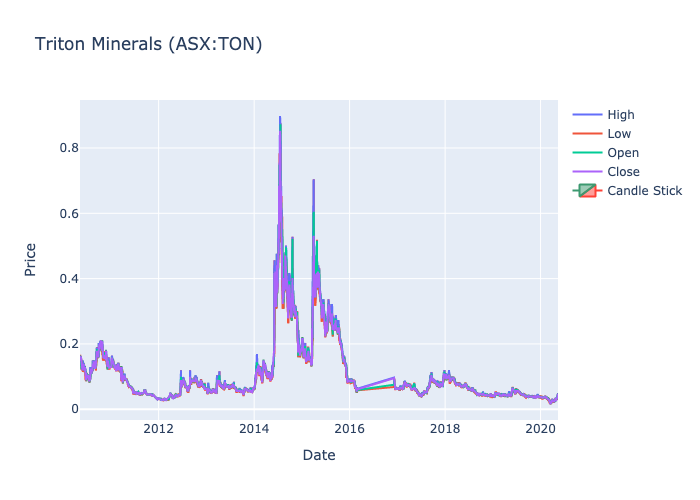 Triton Minerals (ASX:TON)
High
Low
Open
Close
Candle Stick
Price
0.8
0.6
0.4
0.2
0
2012
2014
2016
2018
2020
Date